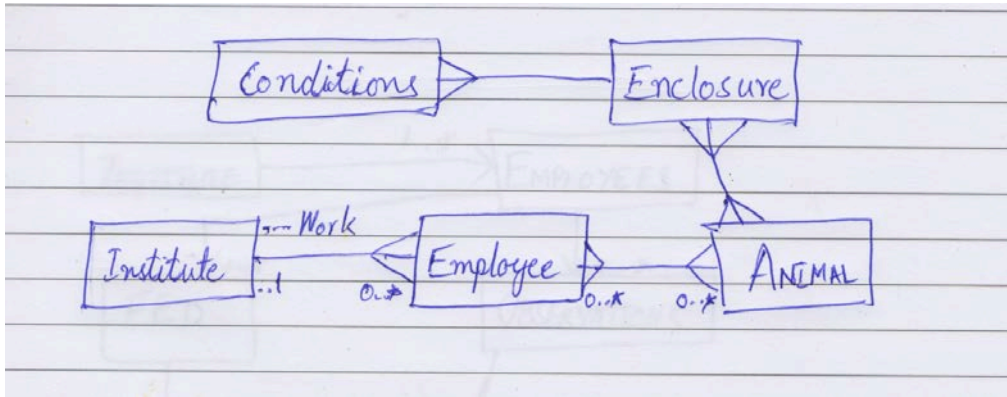 Conditions
Enclosure
Work
Institute
Employee
ANIMAL
..1
0..*
0..*
0..*